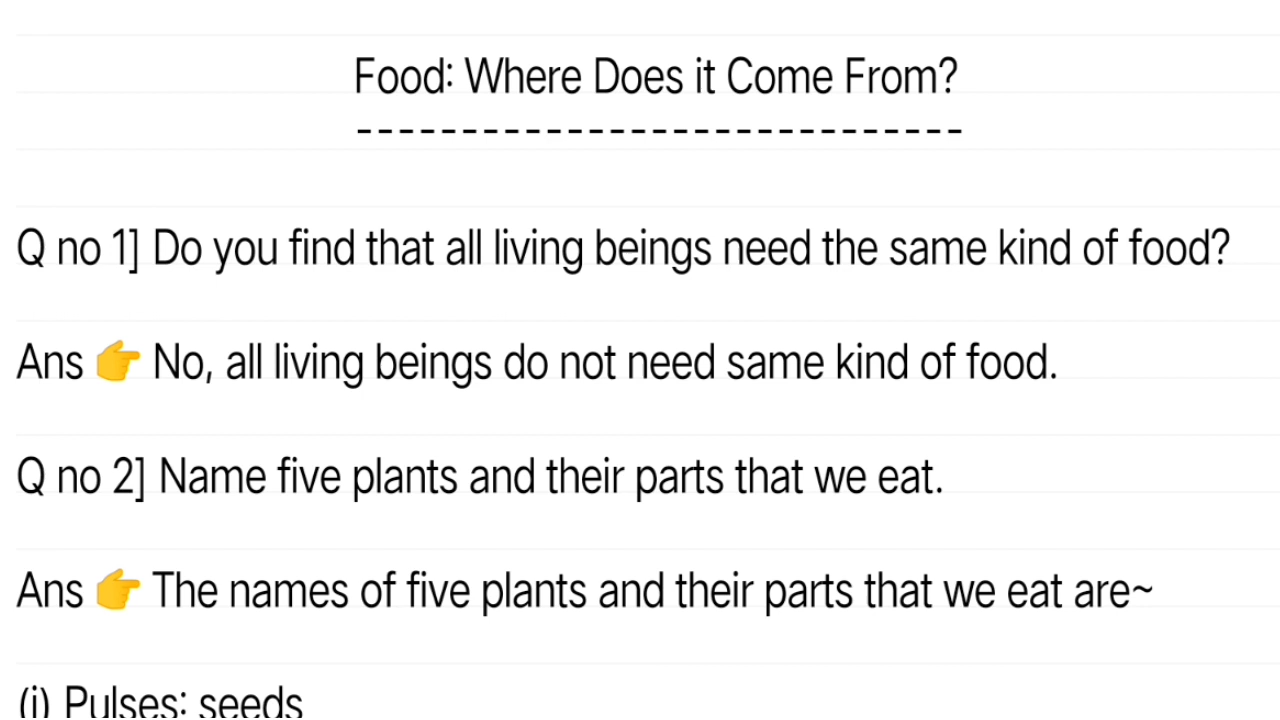 Food: Where Does it Come From?
-----------------------------
Q no 1] Do you find that all living beings need the same kind of food?
Ans 👉 No, all living beings do not need same kind of food.
Q no 2] Name five plants and their parts that we eat.
Ans 👉 The names of five plants and their parts that we eat are~
(i) Pulses: seeds